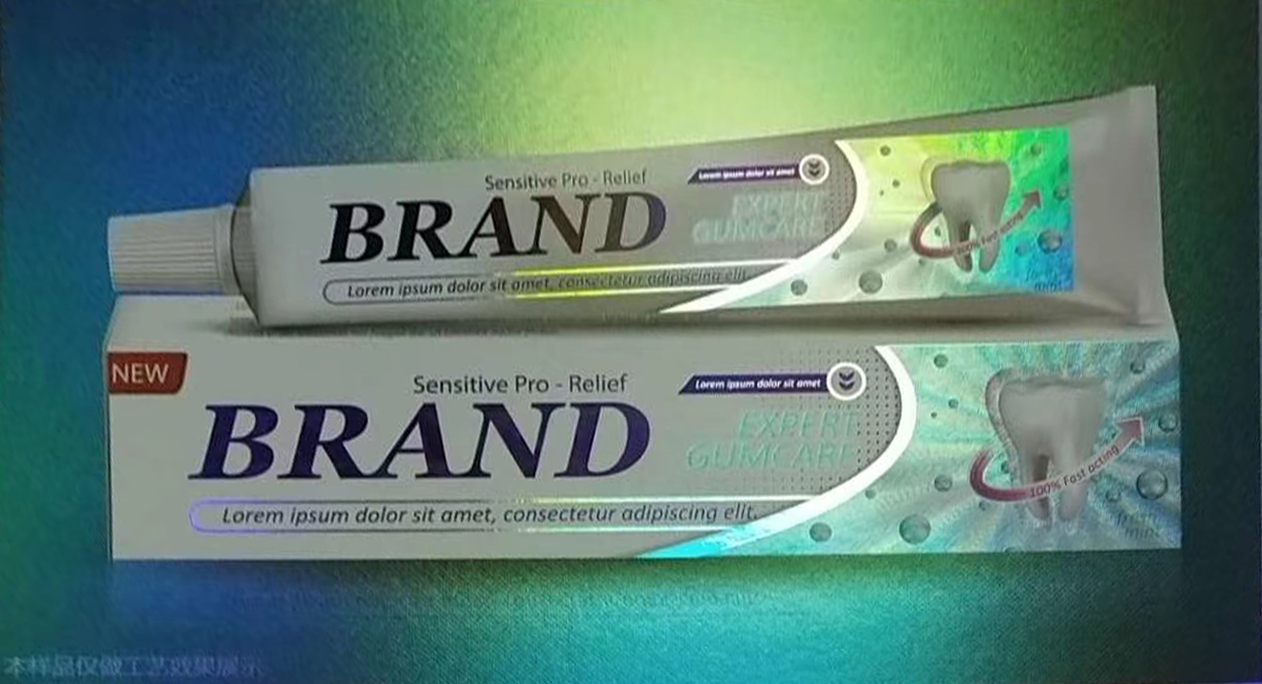 Sensitive Pro - Relief
BRAND
Lorem ipsum dolor sit amet
EXPERT
GUMCARE
Lorem ipsum dolor sit amet, consectetur adipiscing elit.
100% Fast acting
NEW
Sensitive Pro - Relief
BRAND
Lorem ipsum dolor sit amet
EXPERT
GUMCARE
Lorem ipsum dolor sit amet, consectetur adipiscing elit.
100% Fast acting
mint
本样品仅做工艺效果展示